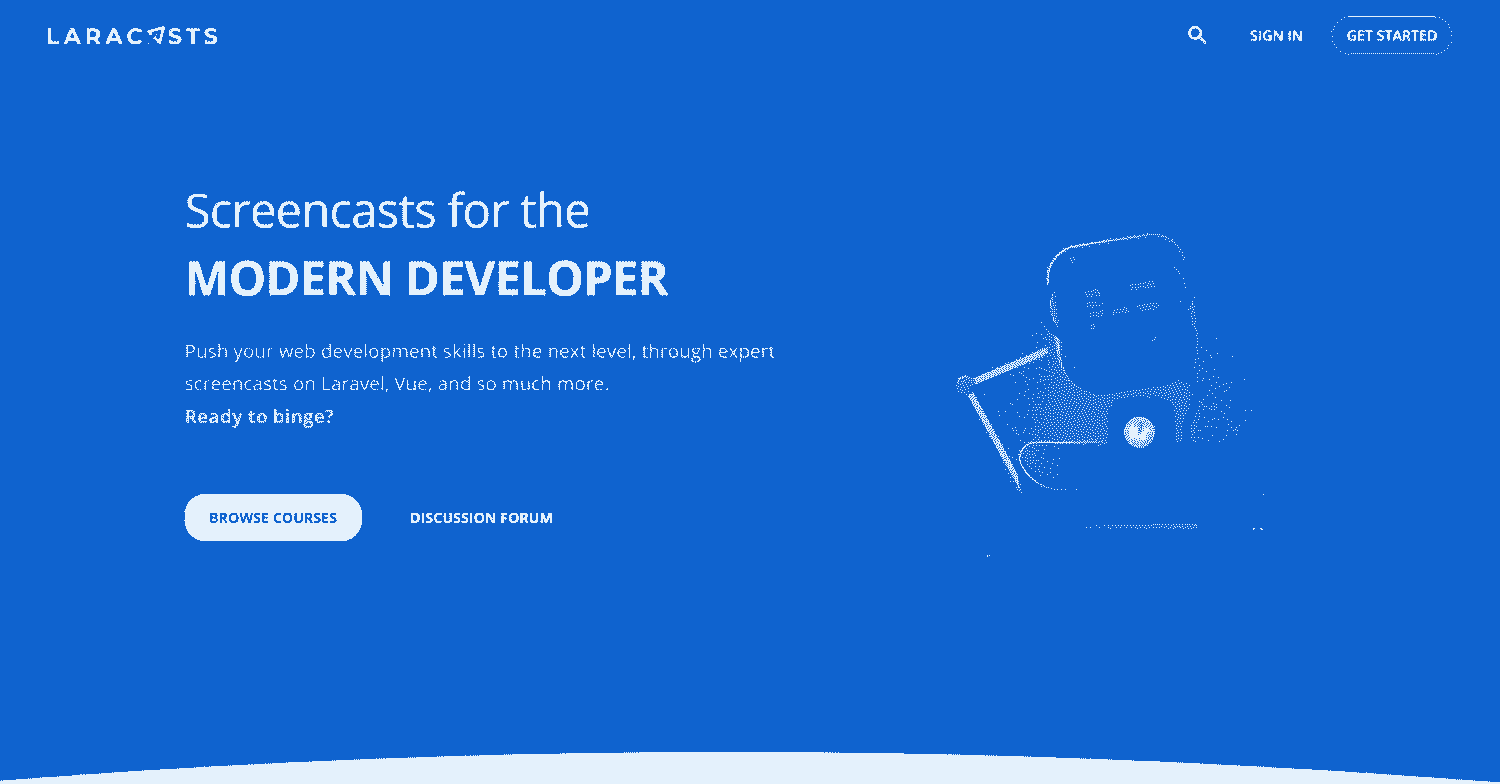 LARACASTS
SIGN IN
GET STARTED
Screencasts for the
MODERN DEVELOPER
Push your web development skills to the next level, through expert
screencasts on Laravel, Vue, and so much more.
Ready to binge?
BROWSE COURSES
DISCUSSION FORUM